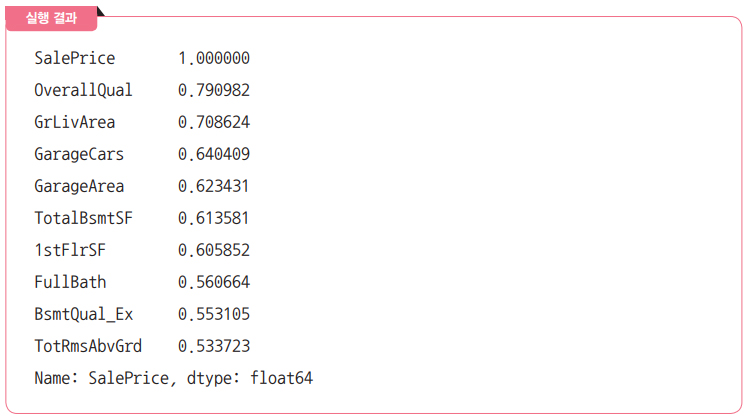 실행 결과
SalePrice 1.000000
OverallQual 0.790982
GrLivArea 0.708624
GarageCars 0.640409
GarageArea 0.623431
TotalBsmtSF 0.613581
1stFlrSF 0.605852
FullBath 0.560664
BsmtQual_Ex 0.553105
TotRmsAbvGrd 0.533723
Name: SalePrice, dtype: float64